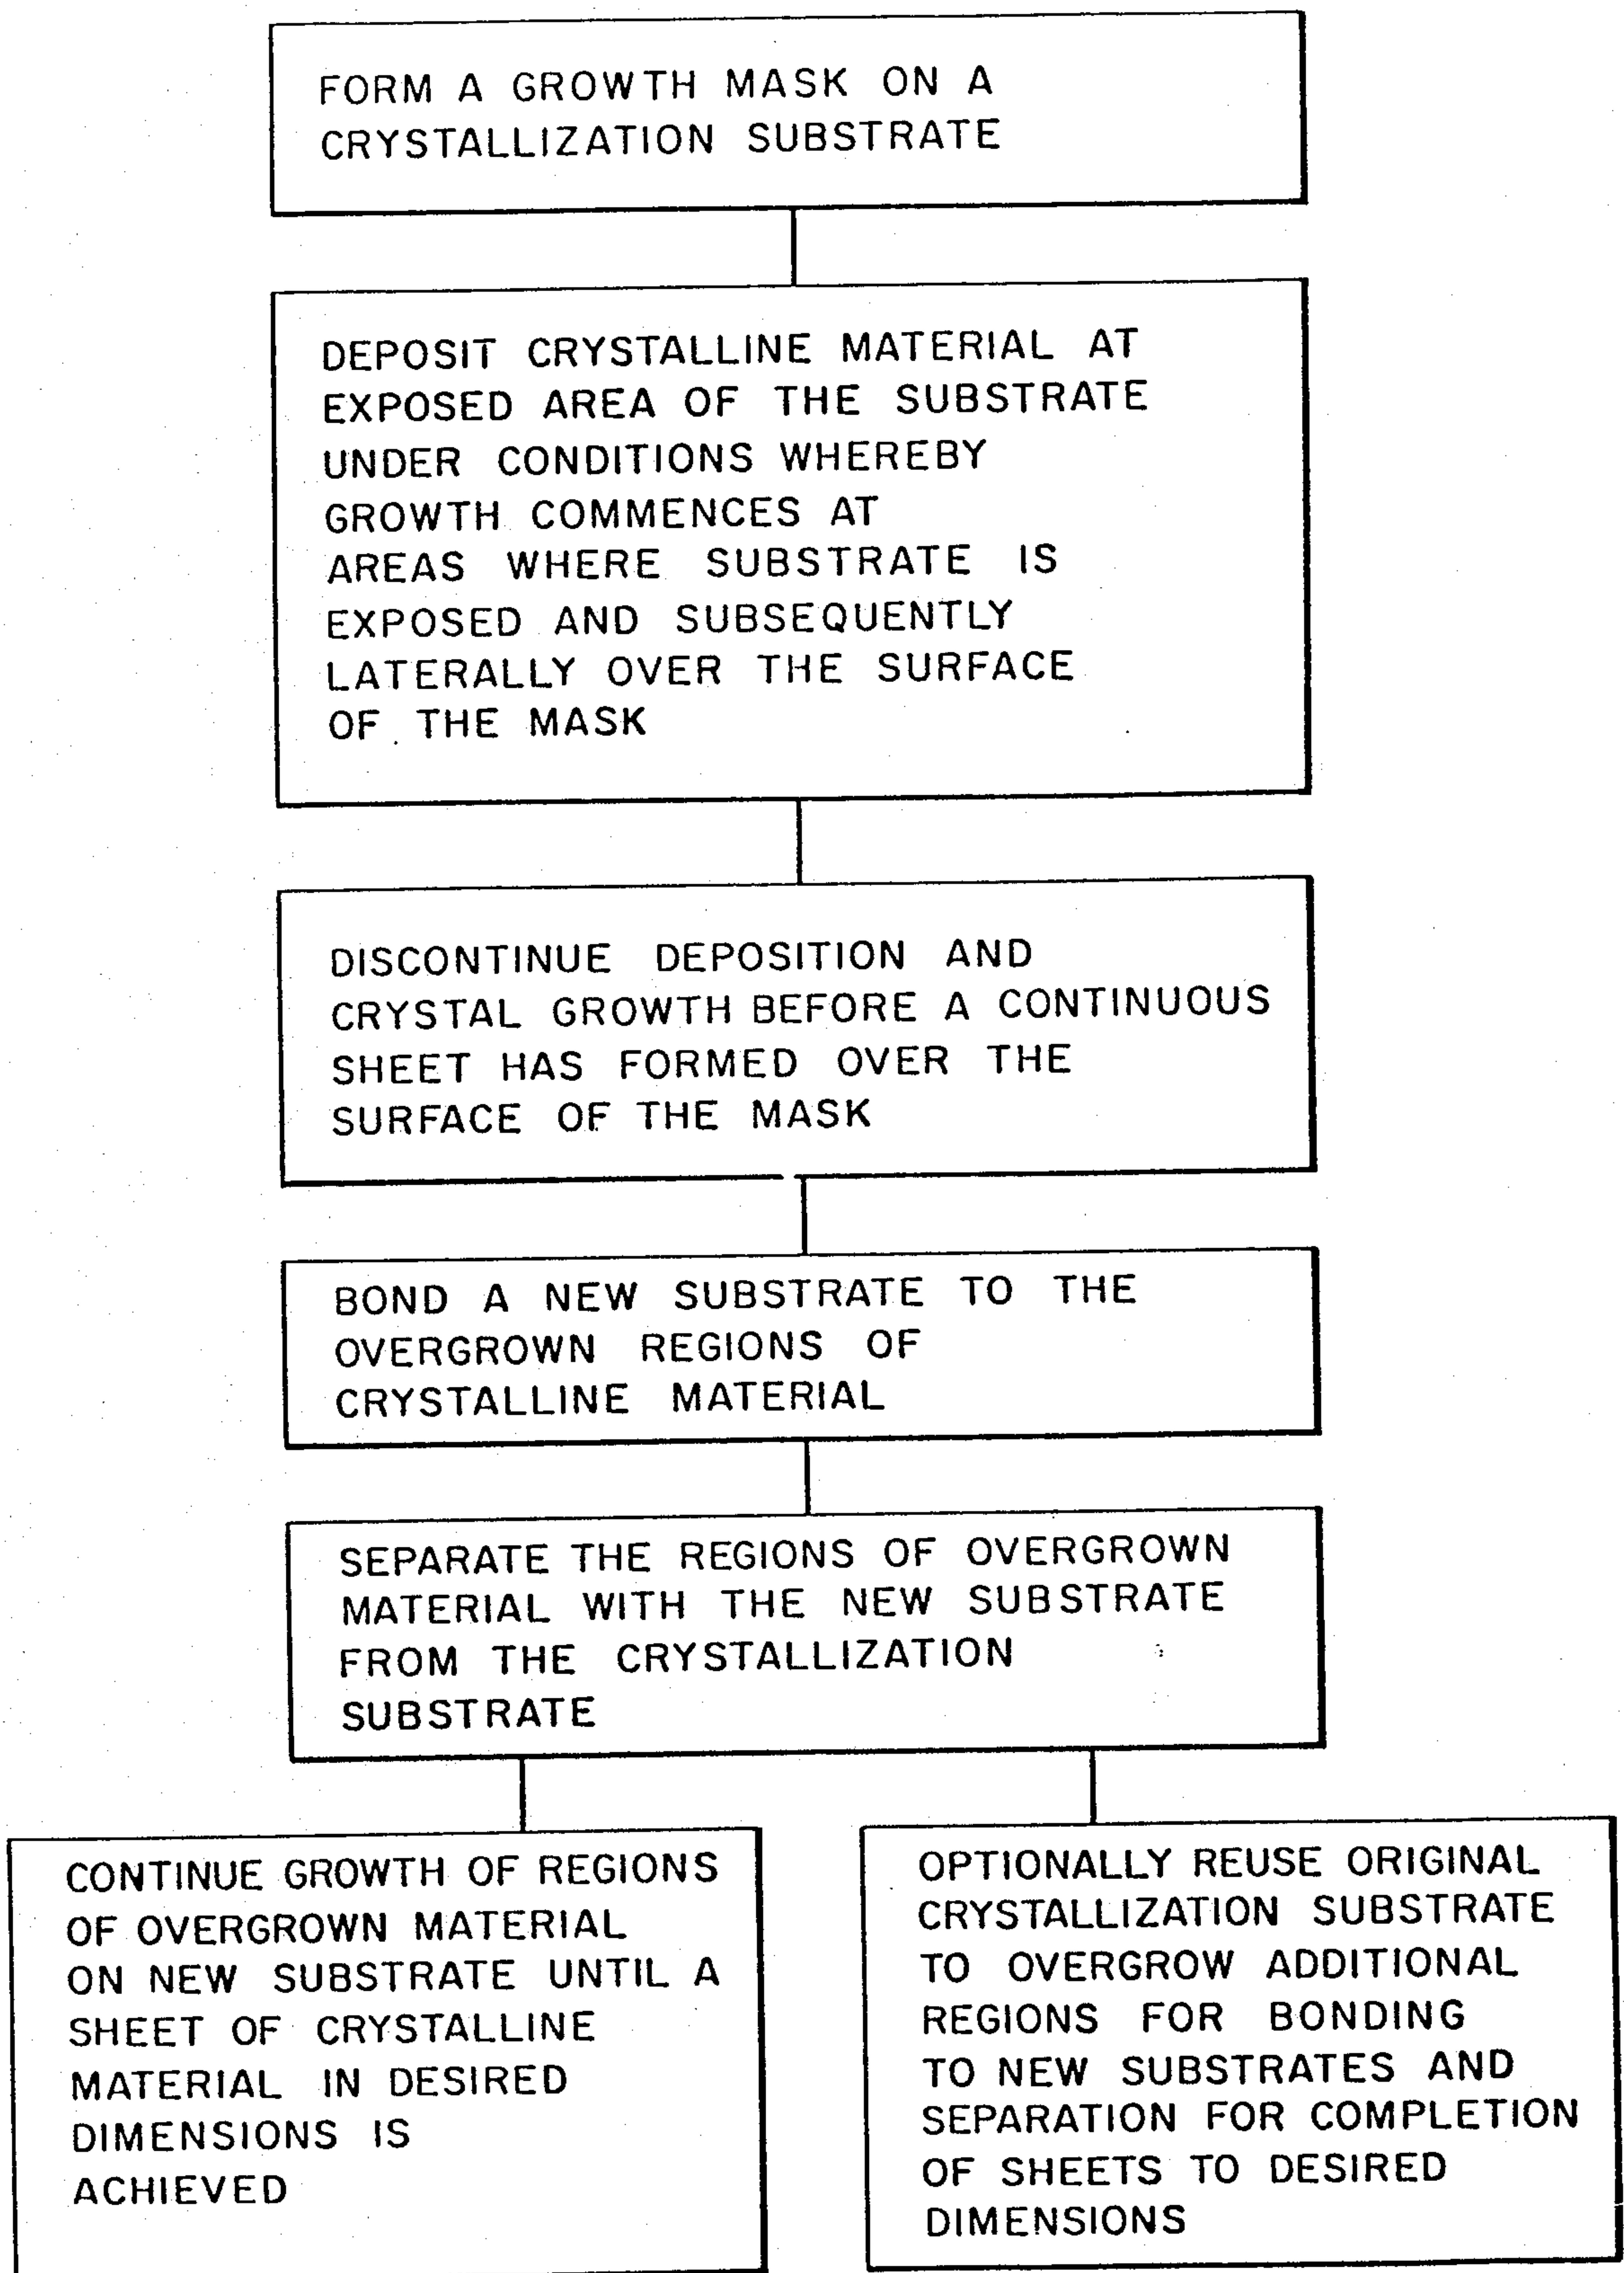 FORM A GROWTH MASK ON A
CRYSTALLIZATION SUBSTRATE
DEPOSIT CRYSTALLINE MATERIAL AT
EXPOSED AREA OF THE SUBSTRATE
UNDER CONDITIONS WHEREBY
GROWTH COMMENCES AT
AREAS WHERE SUBSTRATE IS
EXPOSED AND SUBSEQUENTLY
LATERALLY OVER THE SURFACE
OF THE MASK
DISCONTINUE DEPOSITION AND
CRYSTAL GROWTH BEFORE A CONTINUOUS
SHEET HAS FORMED OVER THE
SURFACE OF THE MASK
BOND A NEW SUBSTRATE TO THE
OVERGROWN REGIONS OF
CRYSTALLINE MATERIAL
SEPARATE THE REGIONS OF OVERGROWN
MATERIAL WITH THE NEW SUBSTRATE
FROM THE CRYSTALLIZATION
SUBSTRATE
CONTINUE GROWTH OF REGIONS
OF OVERGROWN MATERIAL
ON NEW SUBSTRATE UNTIL A
SHEET OF CRYSTALLINE
MATERIAL IN DESIRED
DIMENSIONS IS
ACHIEVED
OPTIONALLY REUSE ORIGINAL
CRYSTALLIZATION SUBSTRATE
TO OVERGROW ADDITIONAL
REGIONS FOR BONDING
TO NEW SUBSTRATES AND
SEPARATION FOR COMPLETION
OF SHEETS TO DESIRED
DIMENSIONS